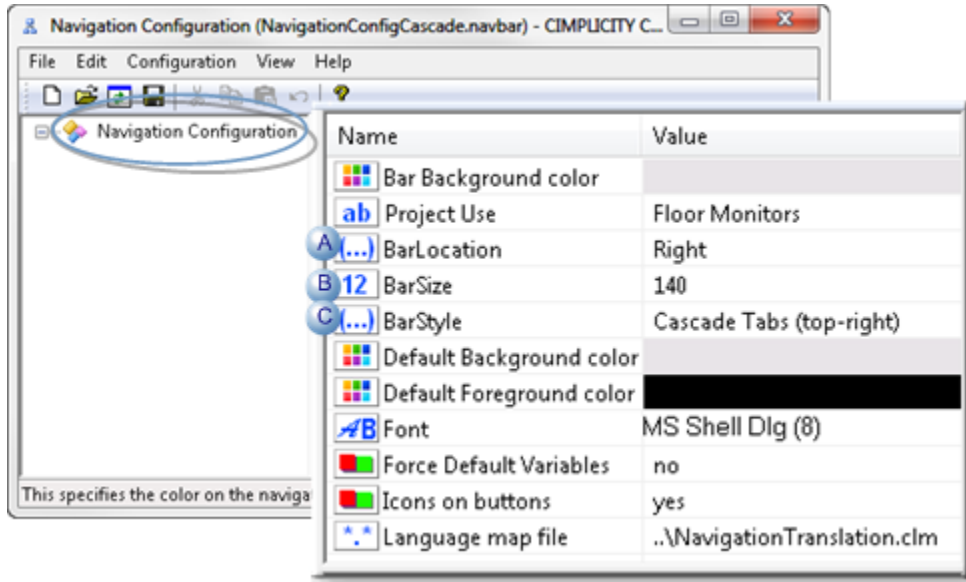 Navigation Configuration (NavigationConfigCascade.navbar) - CIMPLICITY C...
File Edit Configuration View Help
Navigation Configuration
Name Value
Bar Background color
ab Project Use Floor Monitors
A (...) BarLocation Right
B 12 BarSize 140
C (...) BarStyle Cascade Tabs (top-right)
Default Background color
Default Foreground color
AB Font MS Shell Dlg (8)
Force Default Variables no
Icons on buttons yes
*.* Language map file ..\NavigationTranslation.clm
This specifies the color on the naviga